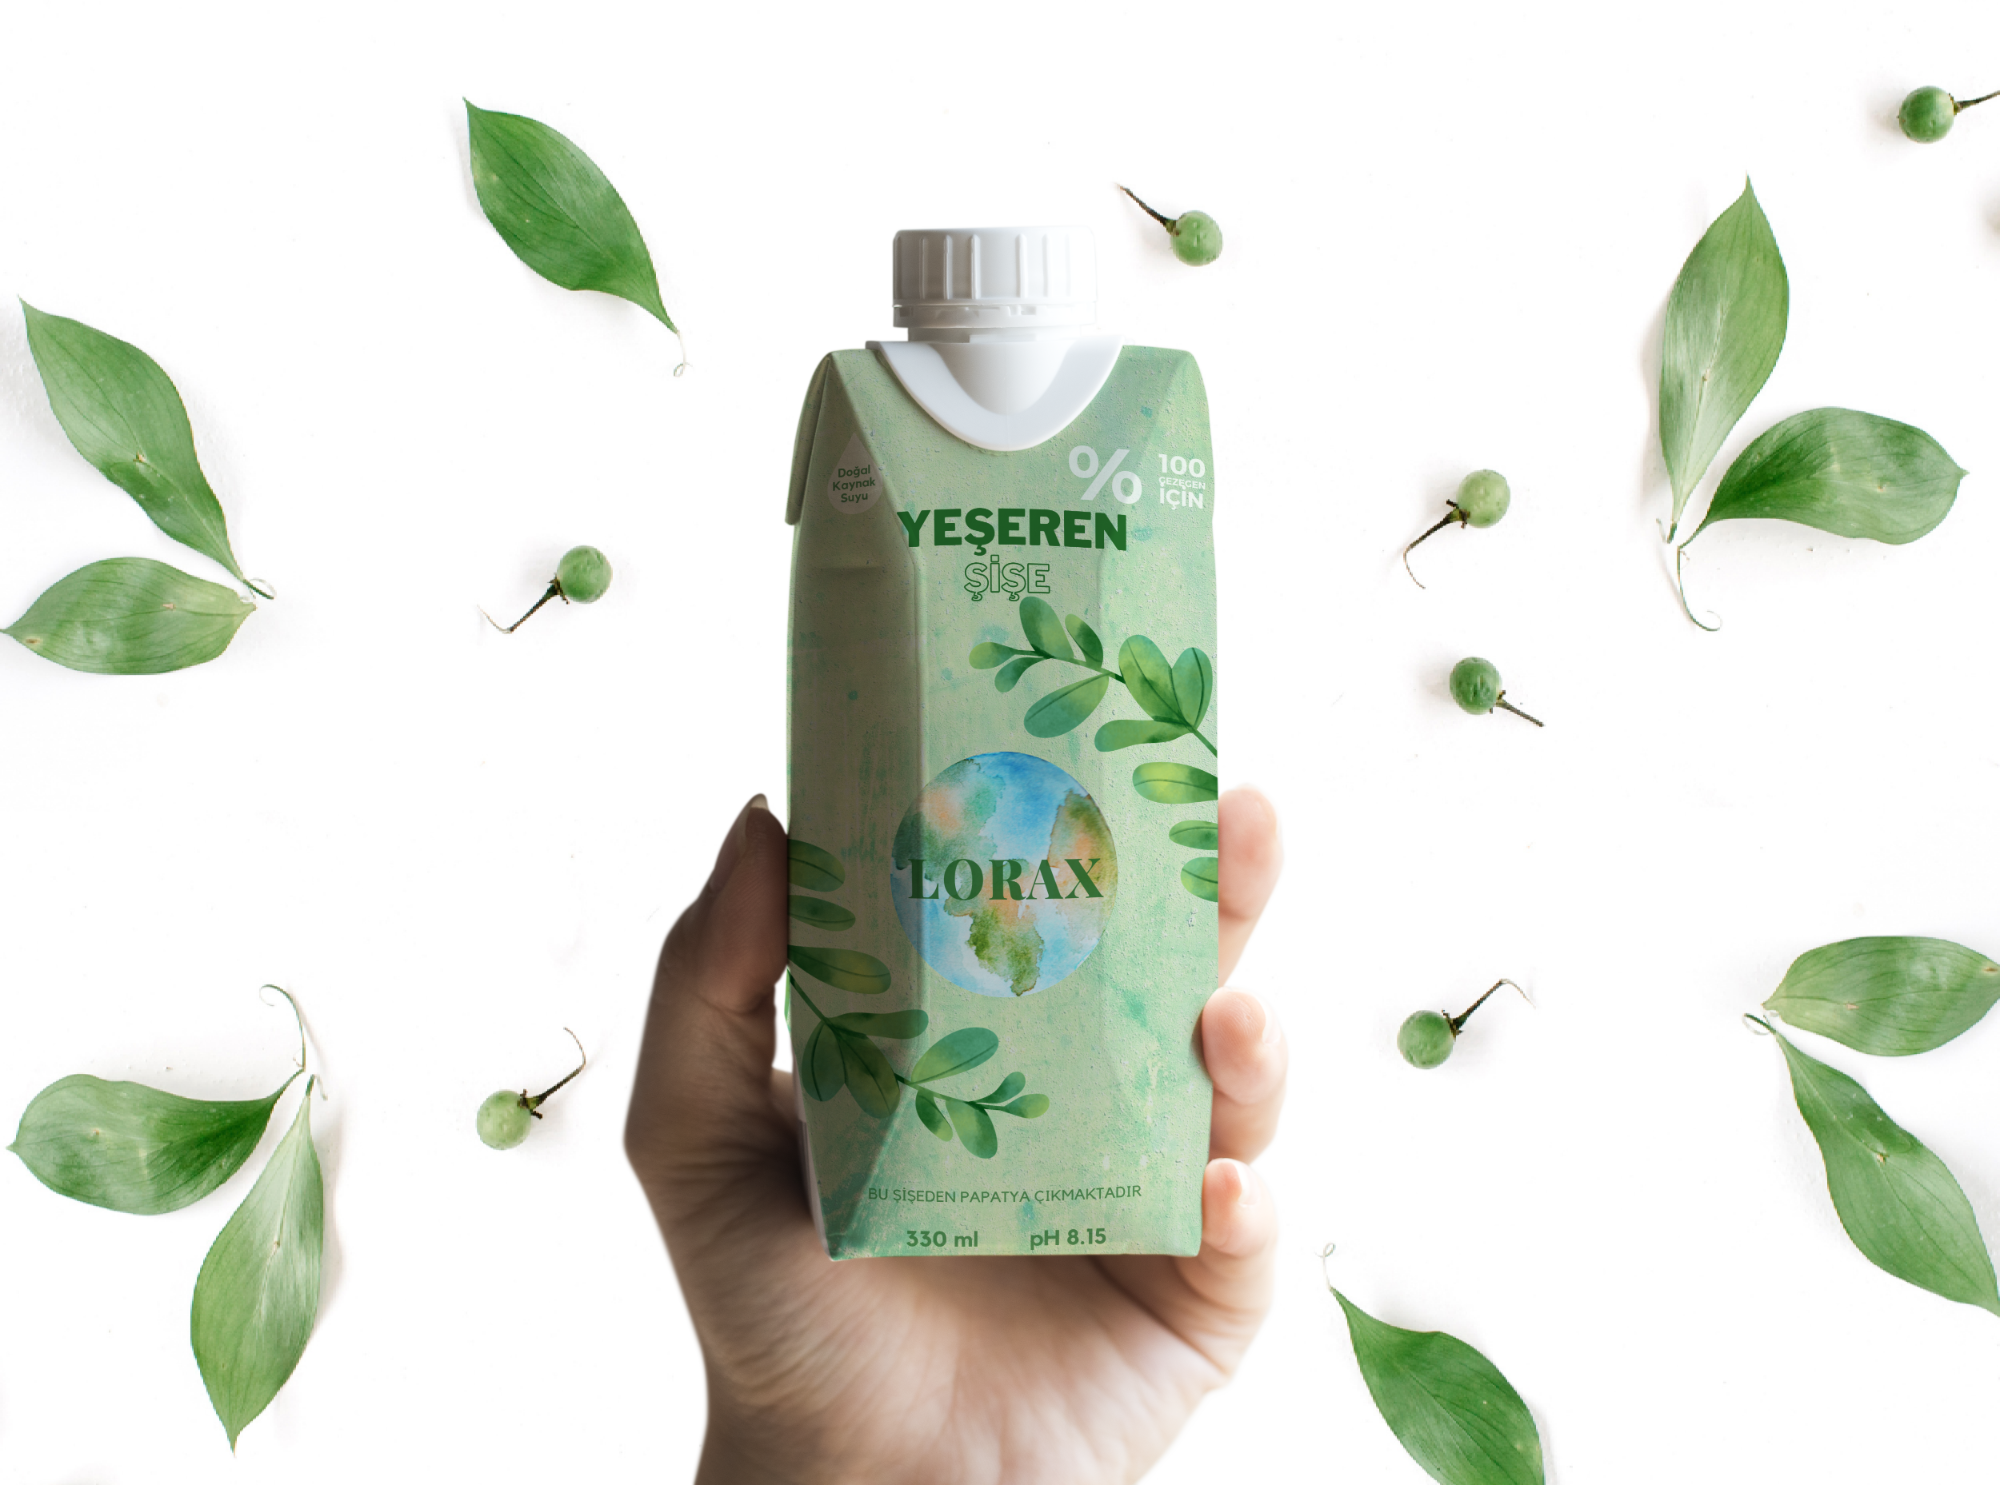 Doğal
Kaynak
Suyu
%
100
GEZEGEN
İÇİN
YEŞEREN
ŞİŞE
LORAX
BU ŞİŞEDEN PAPATYA ÇIKMAKTADIR
330 ml pH 8.15